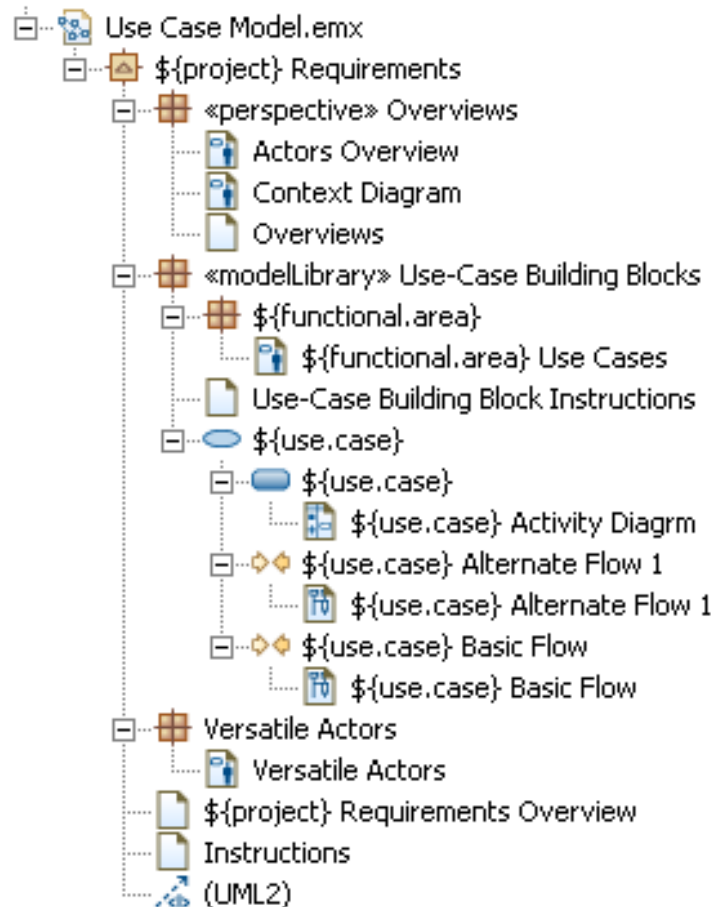 Use Case Model.emx
${project} Requirements
«perspective» Overviews
Actors Overview
Context Diagram
Overviews
«modelLibrary» Use-Case Building Blocks
${functional.area}
${functional.area} Use Cases
Use-Case Building Block Instructions
${use.case}
${use.case}
${use.case} Activity Diagrm
${use.case} Alternate Flow 1
${use.case} Alternate Flow 1
${use.case} Basic Flow
${use.case} Basic Flow
Versatile Actors
Versatile Actors
${project} Requirements Overview
Instructions
(UML2)